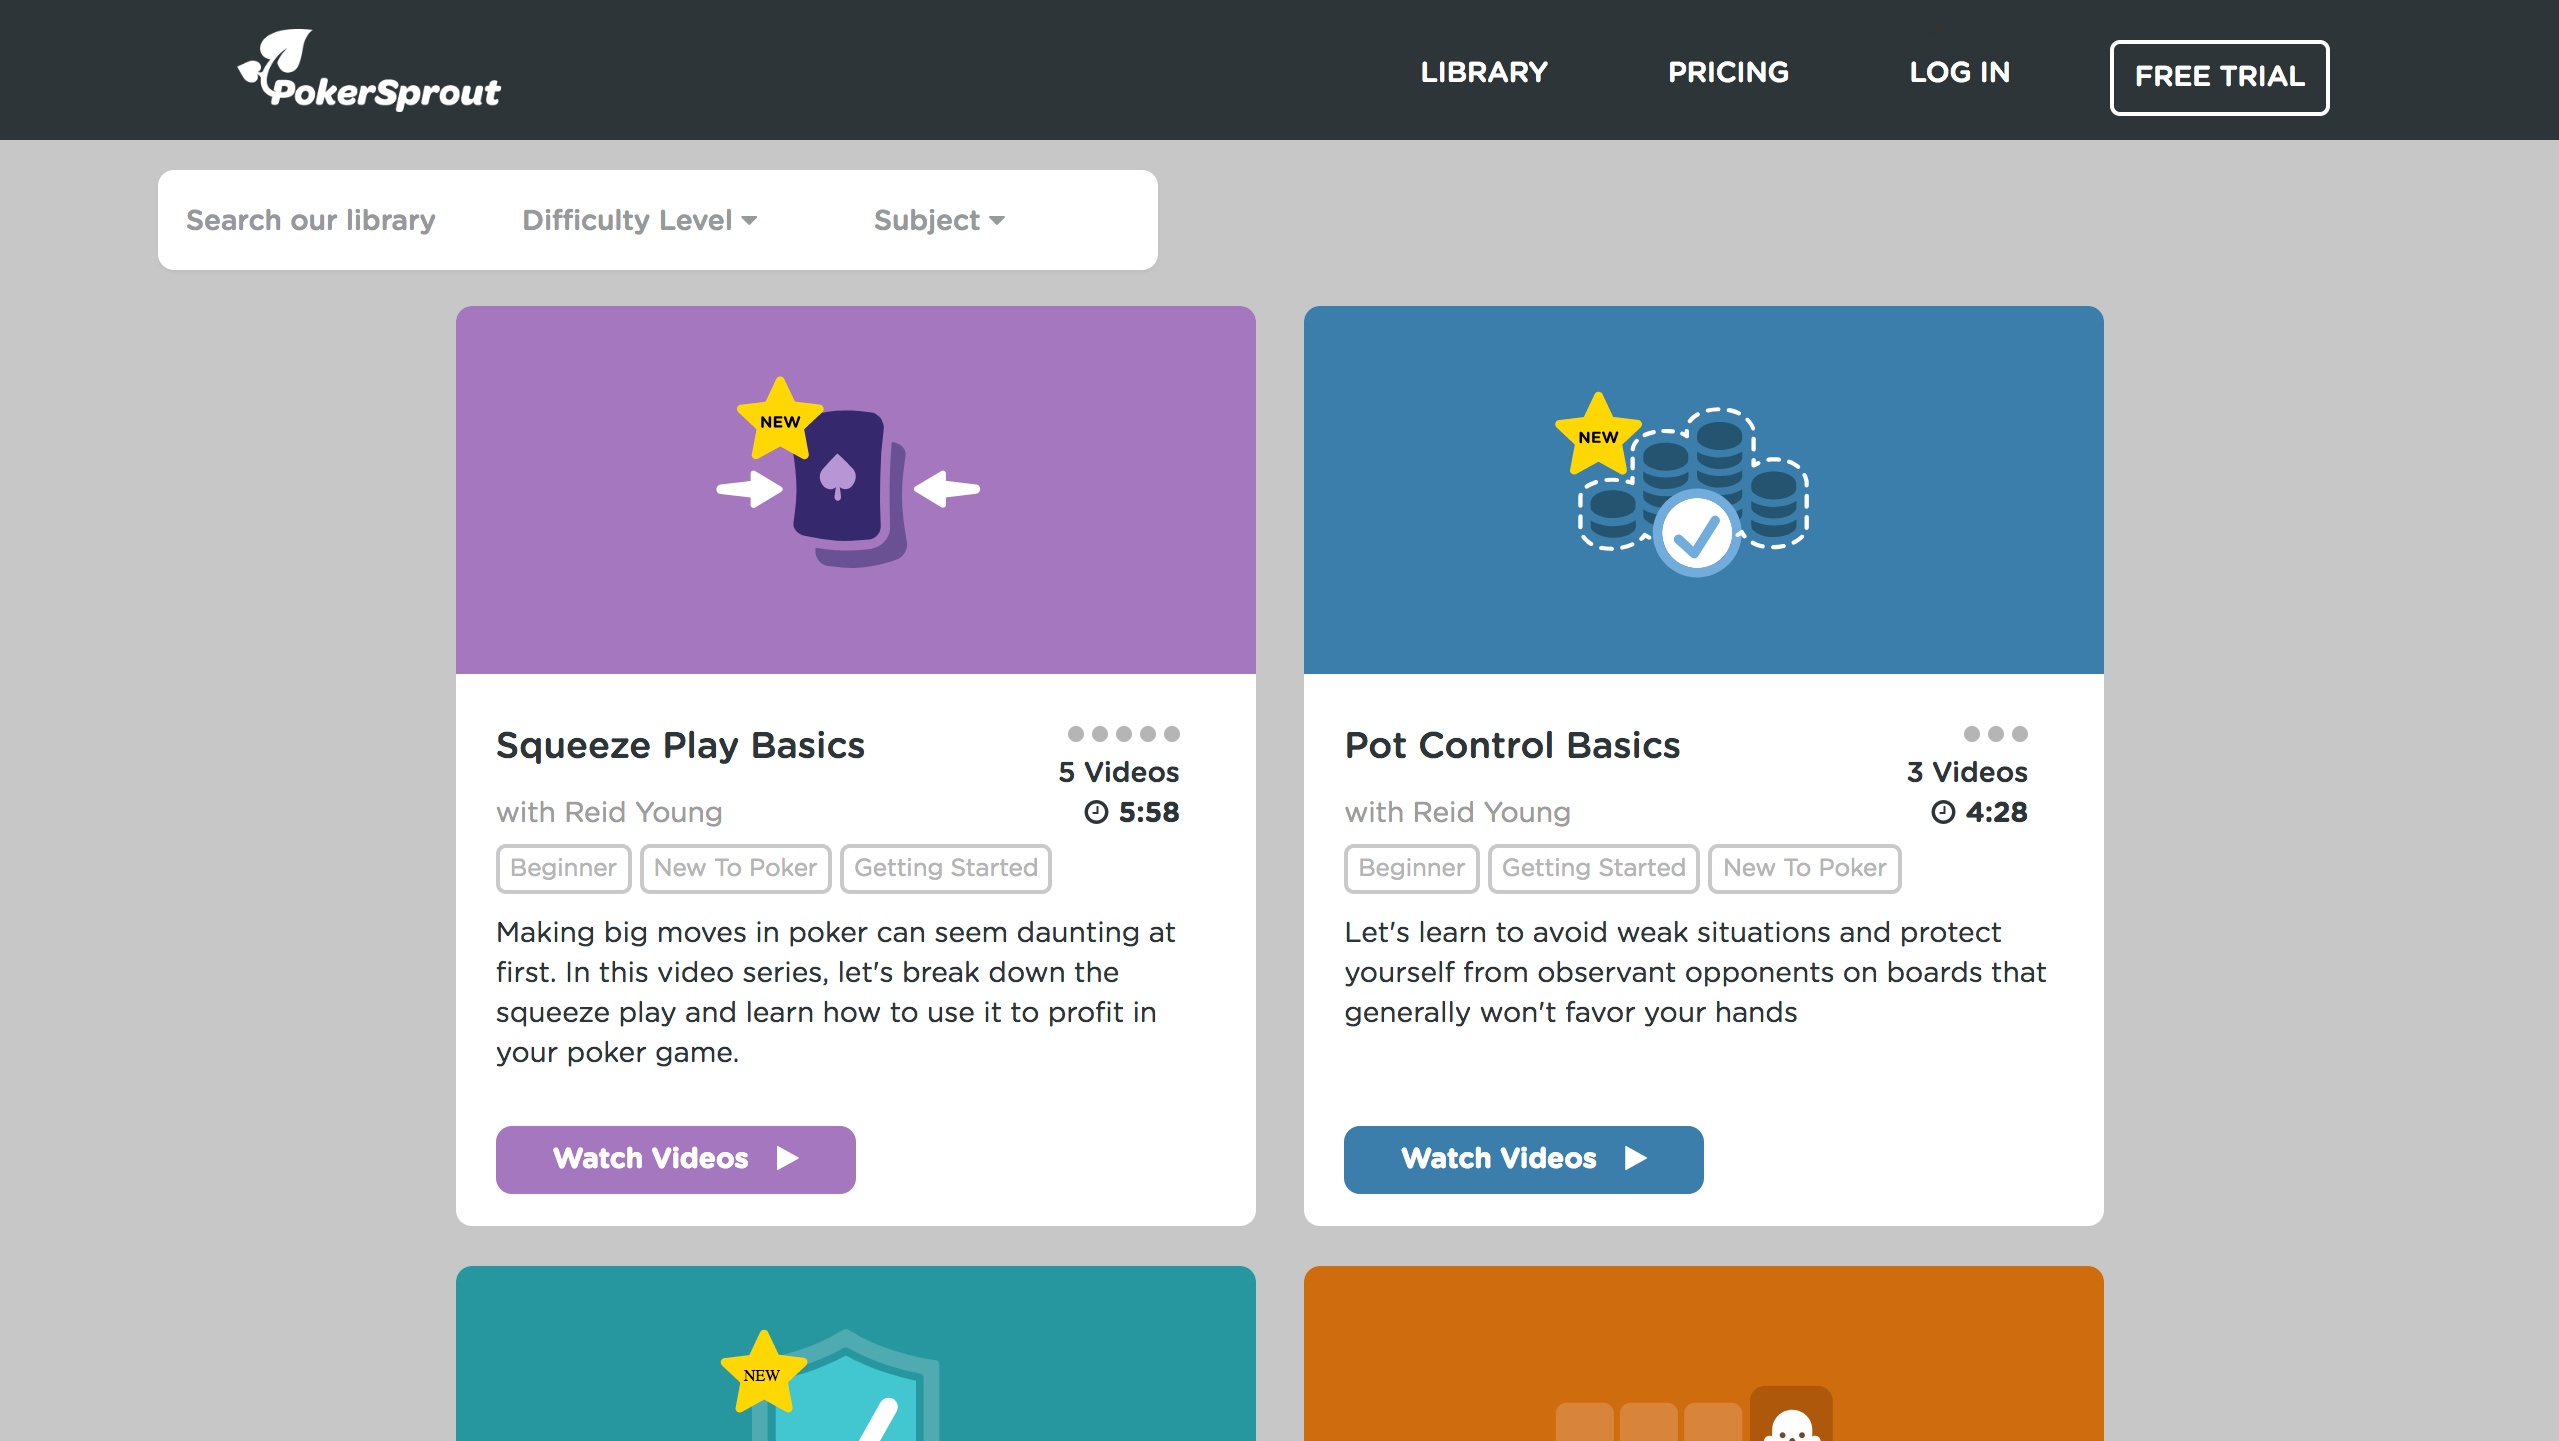 PokerSprout
LIBRARY
PRICING
LOG IN
FREE TRIAL
Search our library
Difficulty Level
Subject
NEW
NEW
Squeeze Play Basics
5 Videos
with Reid Young
5:58
Beginner
New To Poker
Getting Started
Making big moves in poker can seem daunting at
first. In this video series, let's break down the
squeeze play and learn how to use it to profit in
your poker game.
Watch Videos
Pot Control Basics
3 Videos
with Reid Young
4:28
Beginner
Getting Started
New To Poker
Let's learn to avoid weak situations and protect
yourself from observant opponents on boards that
generally won't favor your hands
Watch Videos
NEW